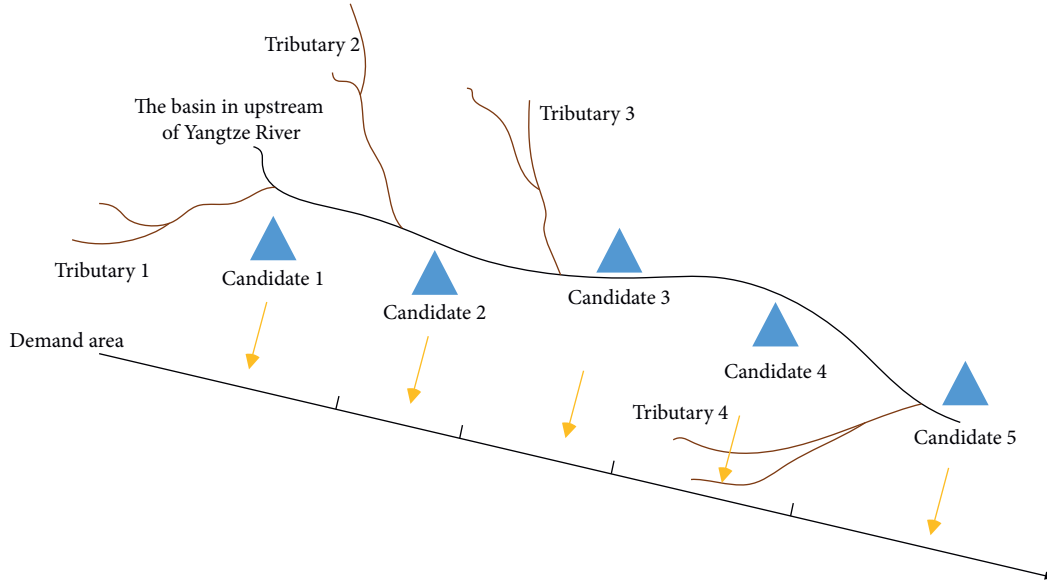 Tributary 2
The basin in upstream
of Yangtze River
Tributary 3
Tributary 1
Candidate 1
Candidate 2
Candidate 3
Demand area
Candidate 4
Tributary 4
Candidate 5